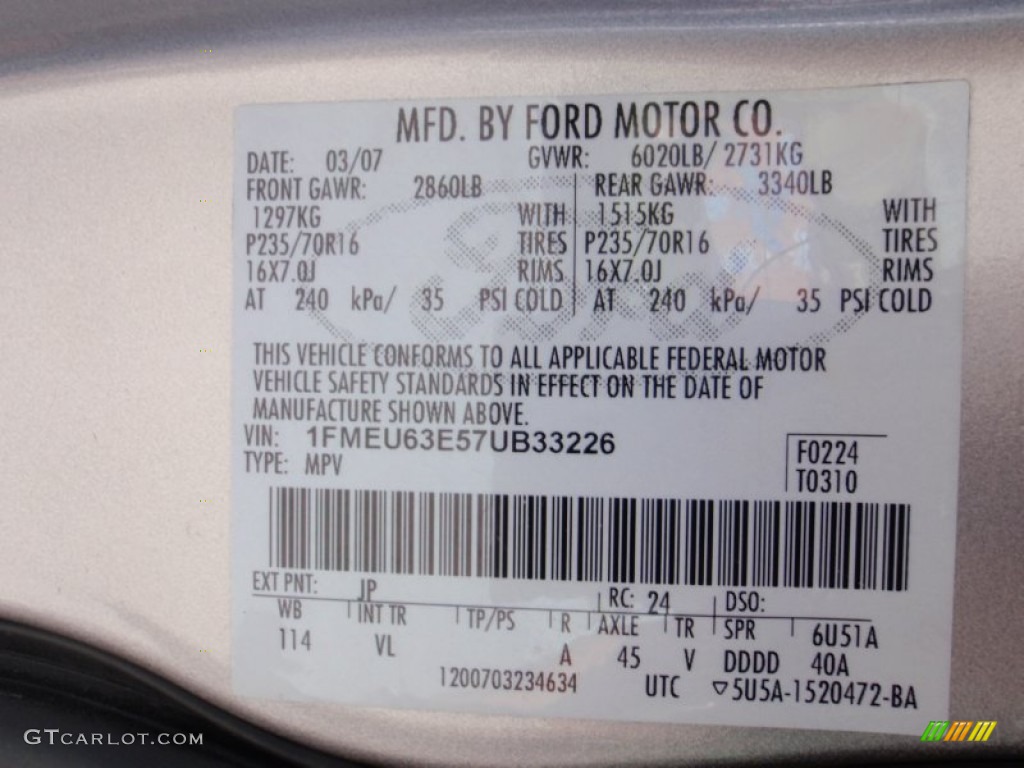 MFD. BY FORD MOTOR CO.
DATE: 03/07 GVWR: 6020LB/ 2731KG
FRONT GAWR: 2860LB REAR GAWR: 3340LB
1297KG WITH 1515KG WITH
P235/70R16 TIRES P235/70R16 TIRES
16X7.0J RIMS 16X7.0J RIMS
AT 240 kPa/ 35 PSI COLD AT 240 kPa/ 35 PSI COLD
THIS VEHICLE CONFORMS TO ALL APPLICABLE FEDERAL MOTOR
VEHICLE SAFETY STANDARDS IN EFFECT ON THE DATE OF
MANUFACTURE SHOWN ABOVE.
VIN: 1FMEU63E57UB33226
TYPE: MPV
F0224
T0310
EXT PNT: JP RC: 24 DSO:
WB INT TR TP/PS R AXLE TR SPR 6U51A
114 VL A 45 V DDDD 40A
1200703234634 UTC ▽5U5A-1520472-BA
Ford
GTCARLOT.COM